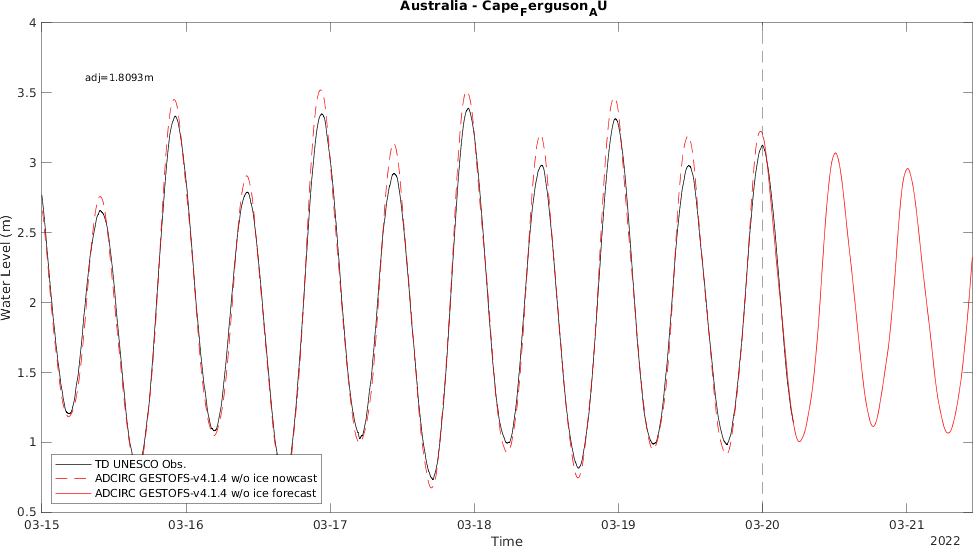 Australia - CapeFergusonAU
4
adj=1.8093m
3.5
3
2.5
Water Level (m)
2
1.5
1
TD UNESCO Obs.
ADCIRC GESTOFS-v4.1.4 w/o ice nowcast
ADCIRC GESTOFS-v4.1.4 w/o ice forecast
0.5
03-15 03-16 03-17 03-18 03-19 03-20 03-21
Time
2022